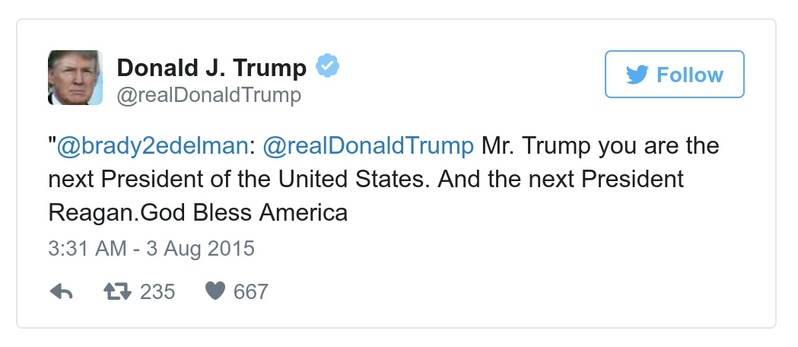 Donald J. Trump
@realDonaldTrump
Follow
"@brady2edelman: @realDonaldTrump Mr. Trump you are the
next President of the United States. And the next President
Reagan.God Bless America
3:31 AM - 3 Aug 2015
235 667